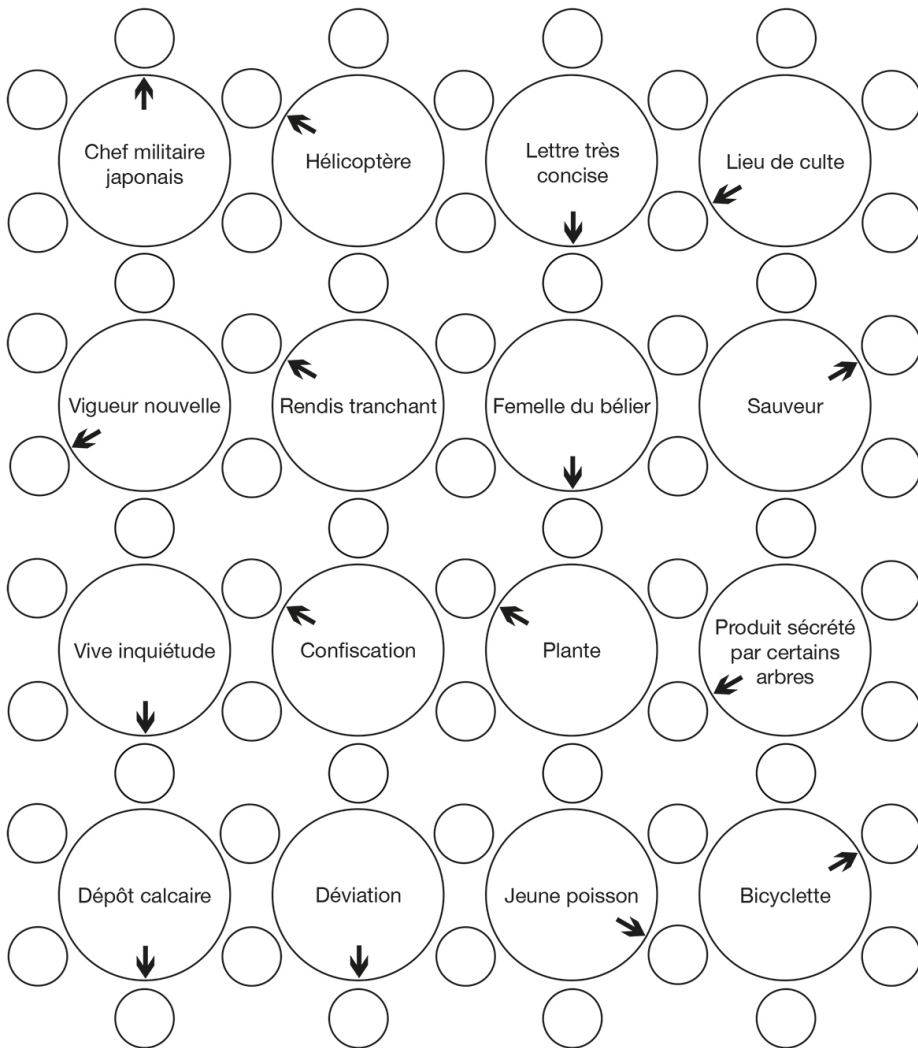 Chef militaire
japonais
Hélicoptère
Lettre très
concise
Lieu de culte
Vigueur nouvelle
Rendis tranchant
Femelle du bélier
Sauveur
Vive inquiétude
Confiscation
Plante
Produit sécrété
par certains
arbres
Dépôt calcaire
Déviation
Jeune poisson
Bicyclette